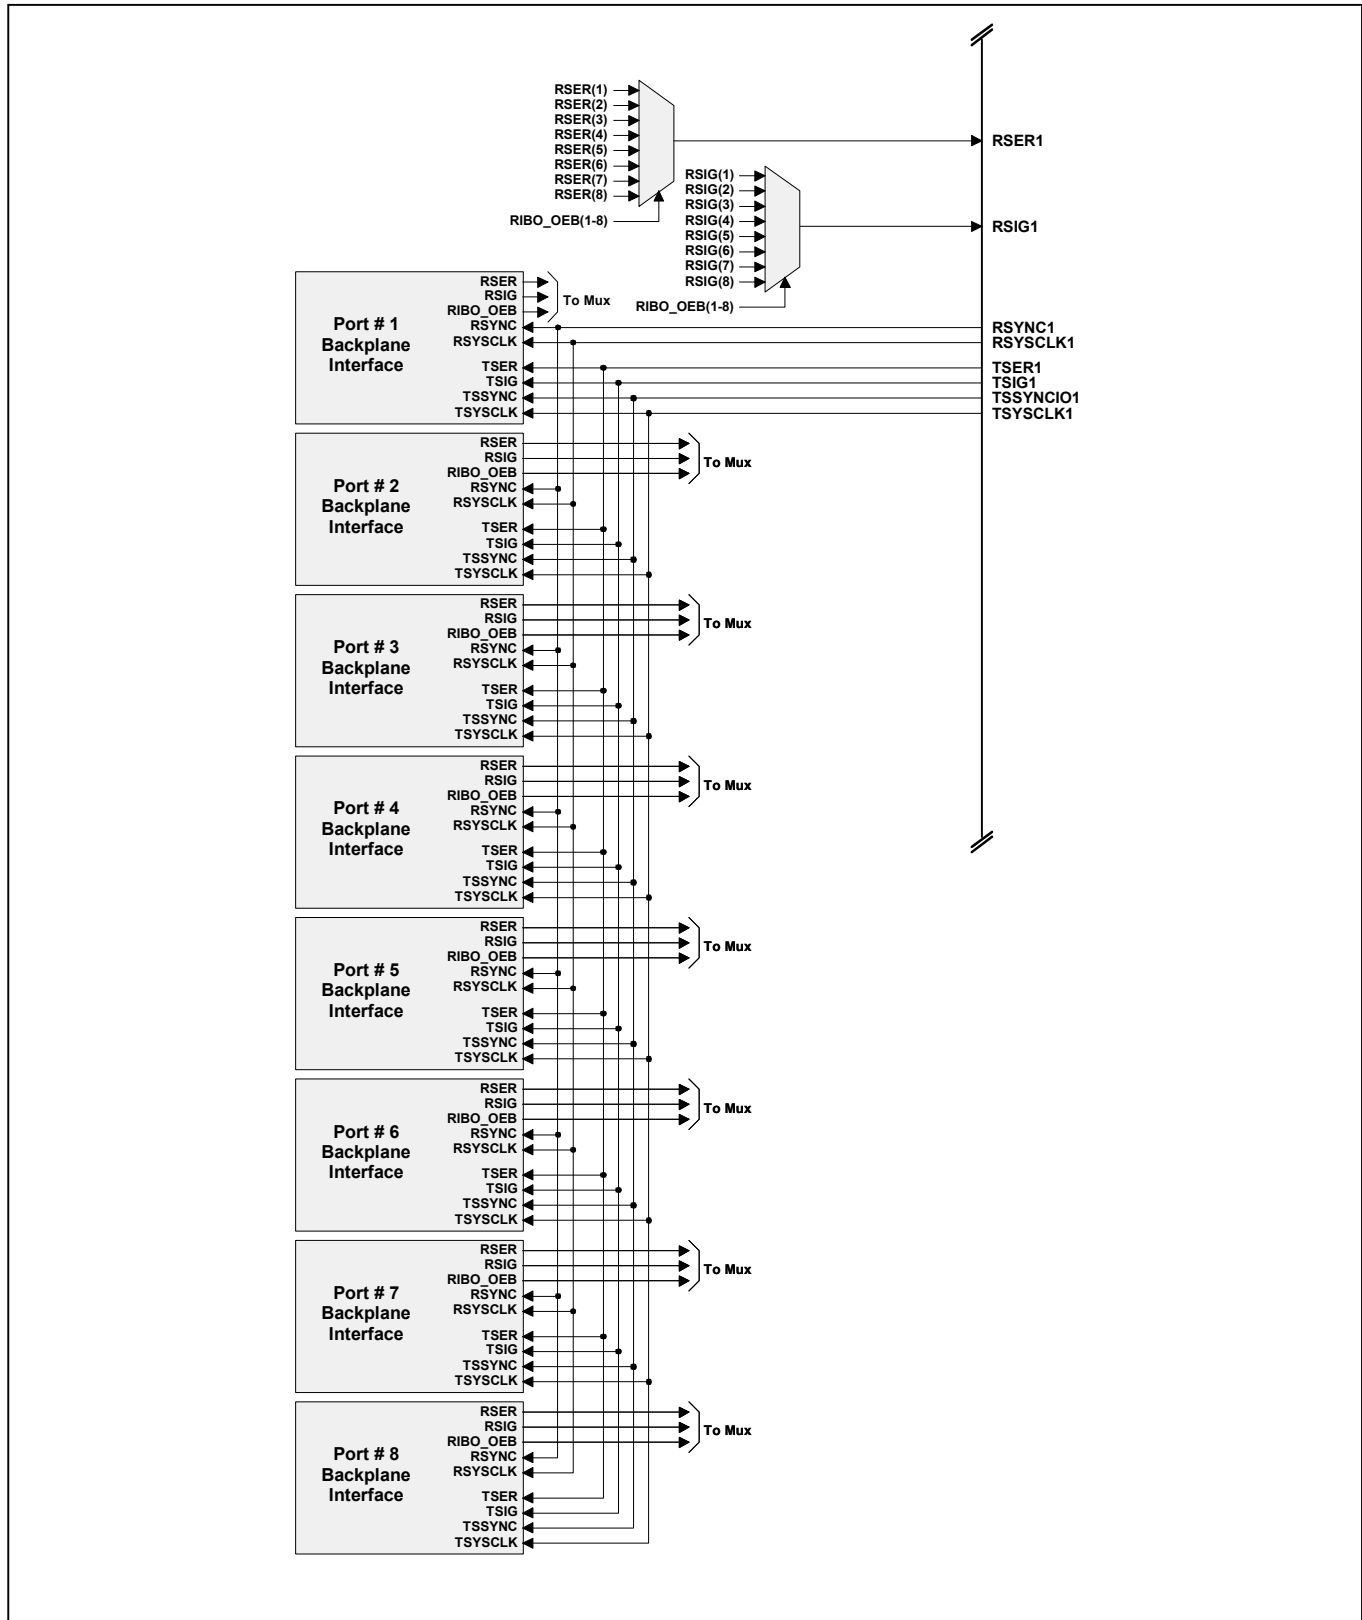 RSER(1)
RSER(2)
RSER(3)
RSER(4)
RSER(5)
RSER(6)
RSER(7)
RSER(8)
RIBO_OEB(1-8)
RSER1
RSIG(1)
RSIG(2)
RSIG(3)
RSIG(4)
RSIG(5)
RSIG(6)
RSIG(7)
RSIG(8)
RIBO_OEB(1-8)
RSIG1
Port # 1
Backplane
Interface
RSER
RSIG
RIBO_OEB
RSYNC
RSYSCLK
TSER
TSIG
TSSYNC
TSYSCLK
To Mux
RSYNC1
RSYSCLK1
TSER1
TSIG1
TSSYNCIO1
TSYSCLK1
Port # 2
Backplane
Interface
RSER
RSIG
RIBO_OEB
RSYNC
RSYSCLK
TSER
TSIG
TSSYNC
TSYSCLK
To Mux
Port # 3
Backplane
Interface
RSER
RSIG
RIBO_OEB
RSYNC
RSYSCLK
TSER
TSIG
TSSYNC
TSYSCLK
To Mux
Port # 4
Backplane
Interface
RSER
RSIG
RIBO_OEB
RSYNC
RSYSCLK
TSER
TSIG
TSSYNC
TSYSCLK
To Mux
Port # 5
Backplane
Interface
RSER
RSIG
RIBO_OEB
RSYNC
RSYSCLK
TSER
TSIG
TSSYNC
TSYSCLK
To Mux
Port # 6
Backplane
Interface
RSER
RSIG
RIBO_OEB
RSYNC
RSYSCLK
TSER
TSIG
TSSYNC
TSYSCLK
To Mux
Port # 7
Backplane
Interface
RSER
RSIG
RIBO_OEB
RSYNC
RSYSCLK
TSER
TSIG
TSSYNC
TSYSCLK
To Mux
Port # 8
Backplane
Interface
RSER
RSIG
RIBO_OEB
RSYNC
RSYSCLK
TSER
TSIG
TSSYNC
TSYSCLK
To Mux